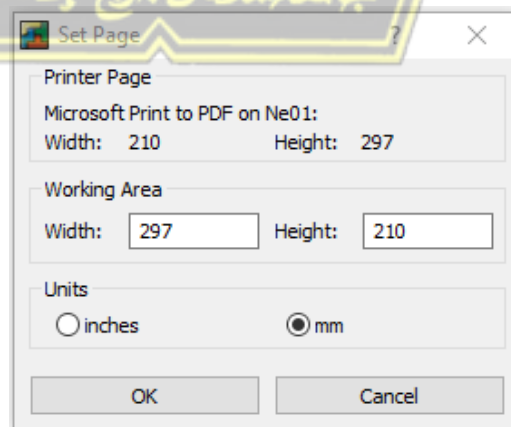 Set Page
?
Printer Page
Microsoft Print to PDF on Ne01:
Width: 210 Height: 297
Working Area
Width: 297 Height: 210
Units
inches mm
OK Cancel